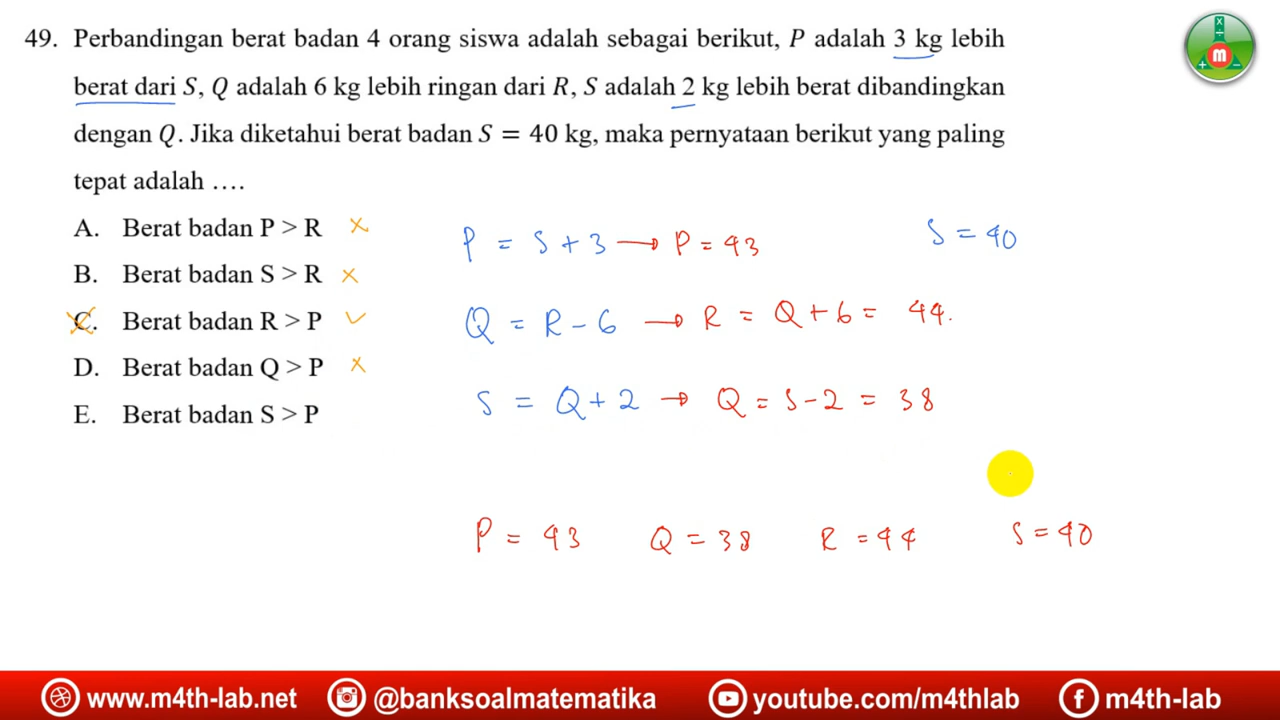 49. Perbandingan berat badan 4 orang siswa adalah sebagai berikut, P adalah 3 kg lebih
berat dari S, Q adalah 6 kg lebih ringan dari R, S adalah 2 kg lebih berat dibandingkan
dengan Q. Jika diketahui berat badan S = 40 kg, maka pernyataan berikut yang paling
tepat adalah ….
A. Berat badan P > R ×
B. Berat badan S > R ×
C. Berat badan R > P ✓
D. Berat badan Q > P ×
E. Berat badan S > P
P = S + 3 → P = 43
S = 40
Q = R - 6 → R = Q + 6 = 44.
S = Q + 2 → Q = S - 2 = 38
P = 43 Q = 38 R = 44 S = 40
m
www.m4th-lab.net @banksoalmatematika youtube.com/m4thlab m4th-lab